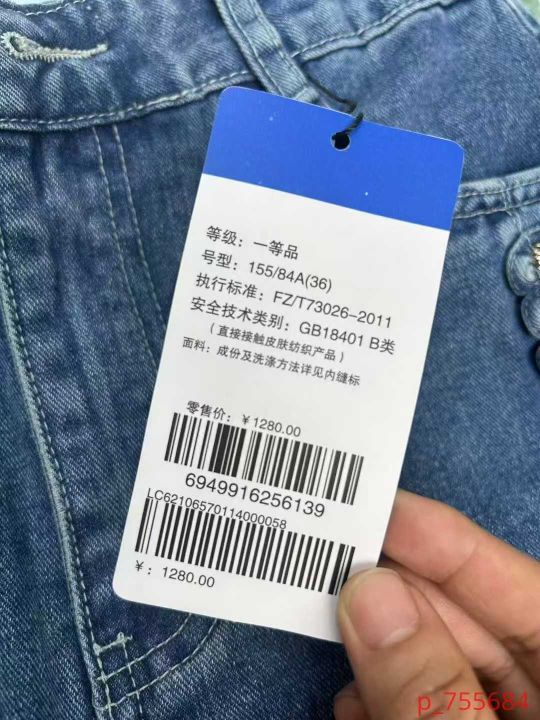 等级：一等品
号型：155/84A(36)
执行标准：FZ/T73026-2011
安全技术类别：GB18401 B类
（直接接触皮肤纺织产品）
面料：成份及洗涤方法详见内缝标
零售价：￥1280.00
6949916256139
LC62106570114000058
￥：1280.00
p_755684